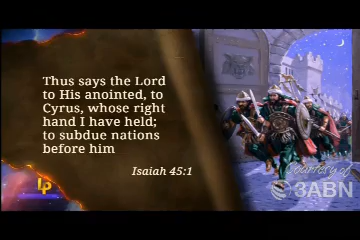 Thus says the Lord
to His anointed, to
Cyrus, whose right
hand I have held;
to subdue nations
before him
Isaiah 45:1
LP
Courtesy of
3ABN